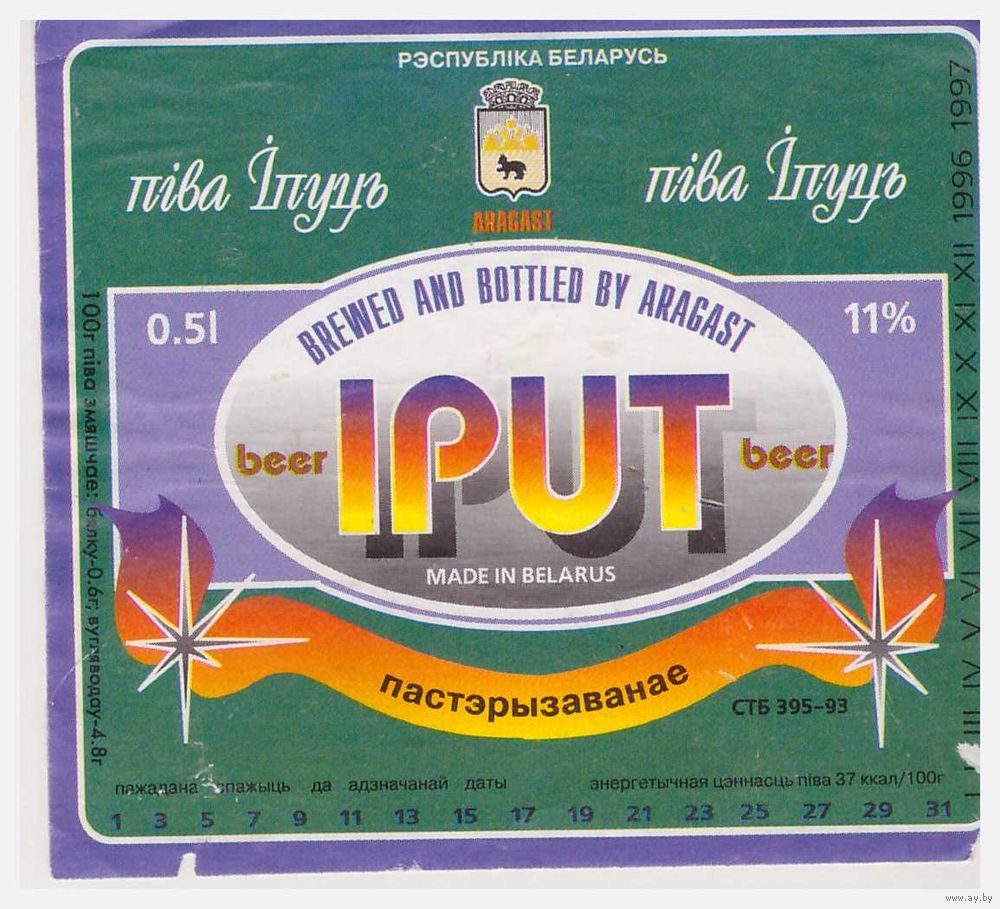 РЭСПУБЛІКА БЕЛАРУСЬ
піва Іпуць
піва Іпуць
ARAGAST
BREWED AND BOTTLED BY ARAGAST
0.5l
11%
beer IPUT beer
MADE IN BELARUS
пастэрызаванае
СТБ 395-93
пажадана спажыць да адзначанай даты
энергетычная цэннасць піва 37 ккал/100г
1 3 5 7 9 11 13 15 17 19 21 23 25 27 29 31
100г піва змяшчае: бялку-0.6г, вугляводаў-4.8г
I II III IV V VI VII VIII IX X XI XII 1996 1997
www.ay.by